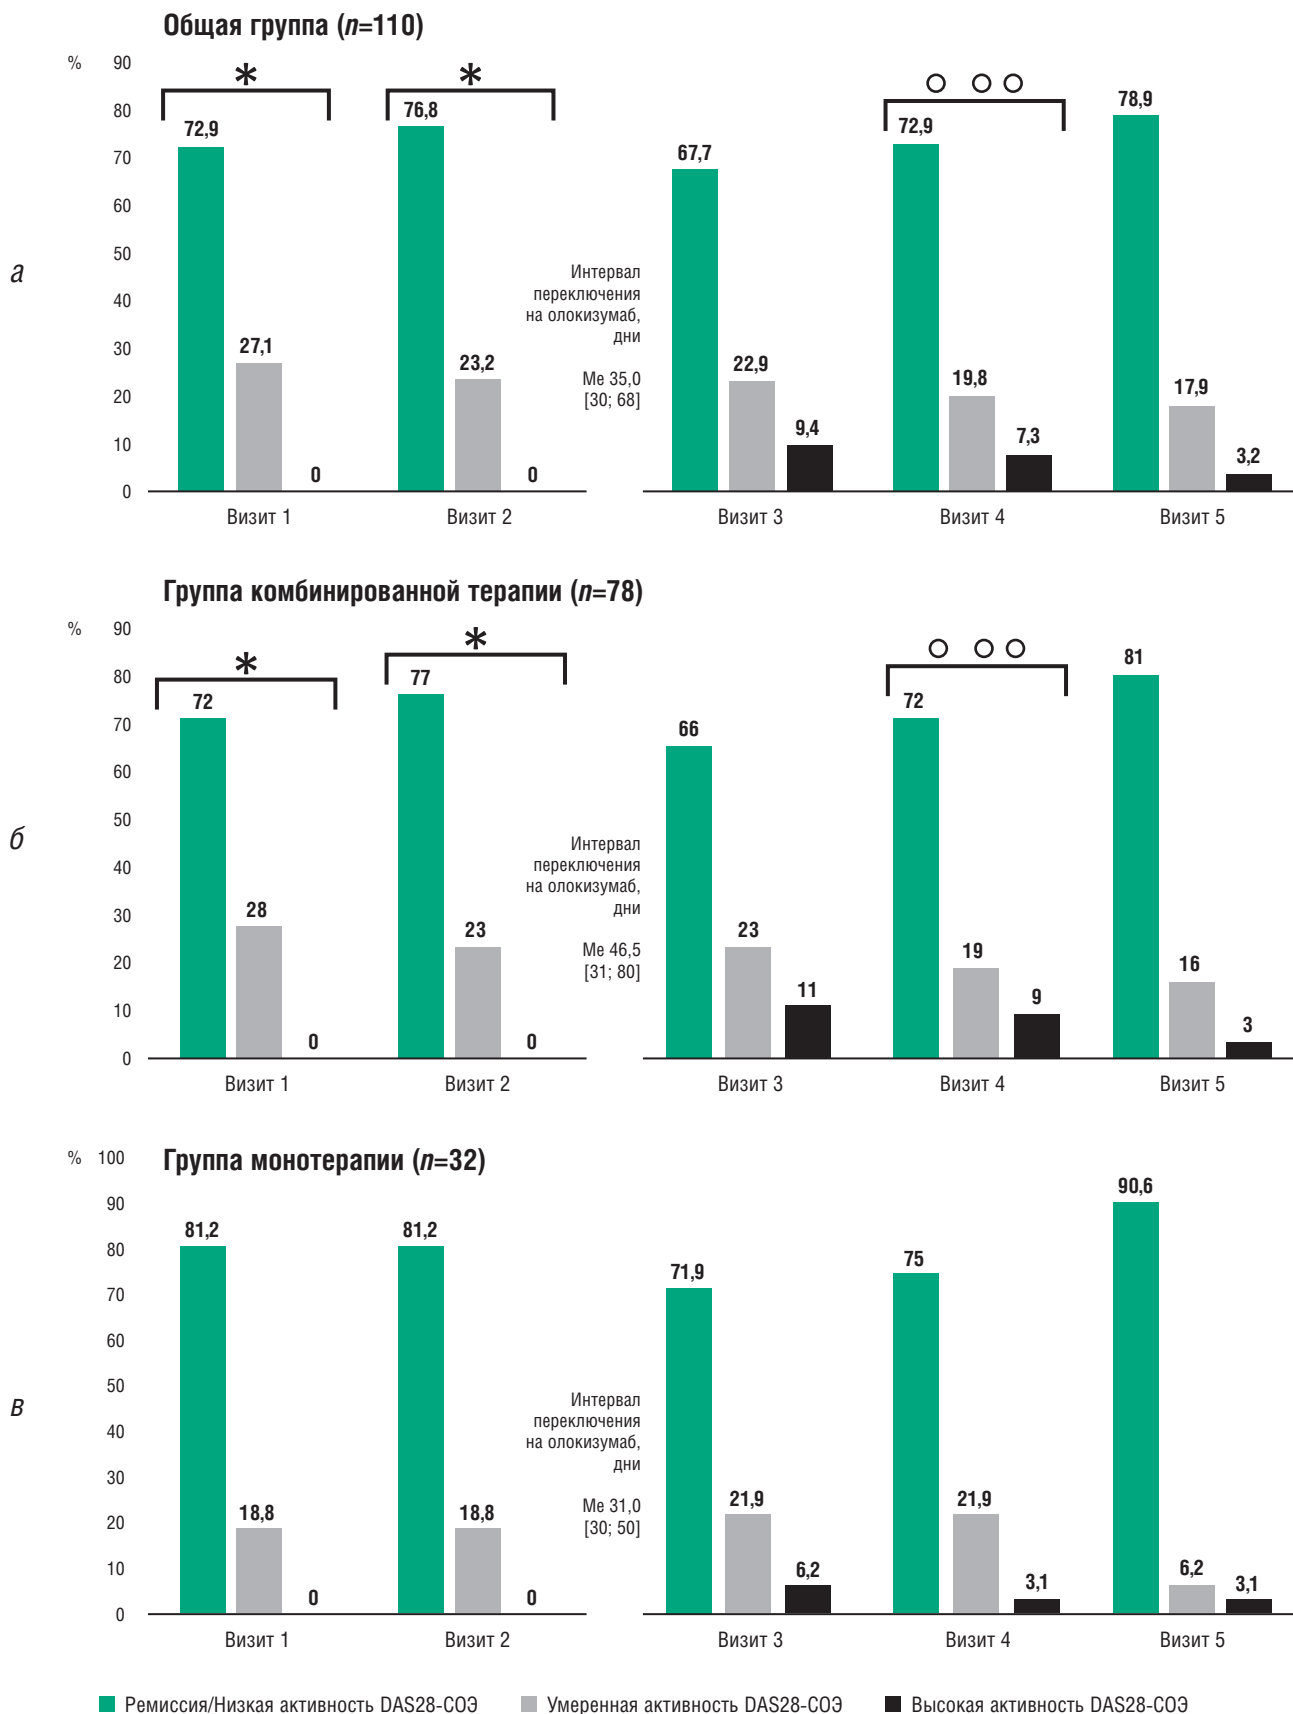 Общая группа (n=110)
%
90
80
70
60
50
40
30
20
10
0
* *
72,9 27,1 0
76,8 23,2 0
Интервал
переключения
на олокизумаб,
дни
Me 35,0
[30; 68]
67,7 22,9 9,4
72,9 19,8 7,3
78,9 17,9 3,2
Визит 1 Визит 2 Визит 3 Визит 4 Визит 5
а
Группа комбинированной терапии (n=78)
%
90
80
70
60
50
40
30
20
10
0
* *
72 28 0
77 23 0
Интервал
переключения
на олокизумаб,
дни
Me 46,5
[31; 80]
66 23 11
72 19 9
81 16 3
Визит 1 Визит 2 Визит 3 Визит 4 Визит 5
б
Группа монотерапии (n=32)
%
100
90
80
70
60
50
40
30
20
10
0
81,2 18,8 0
81,2 18,8 0
Интервал
переключения
на олокизумаб,
дни
Me 31,0
[30; 50]
71,9 21,9 6,2
75 21,9 3,1
90,6 6,2 3,1
Визит 1 Визит 2 Визит 3 Визит 4 Визит 5
в
Ремиссия/Низкая активность DAS28-СОЭ Умеренная активность DAS28-СОЭ Высокая активность DAS28-СОЭ